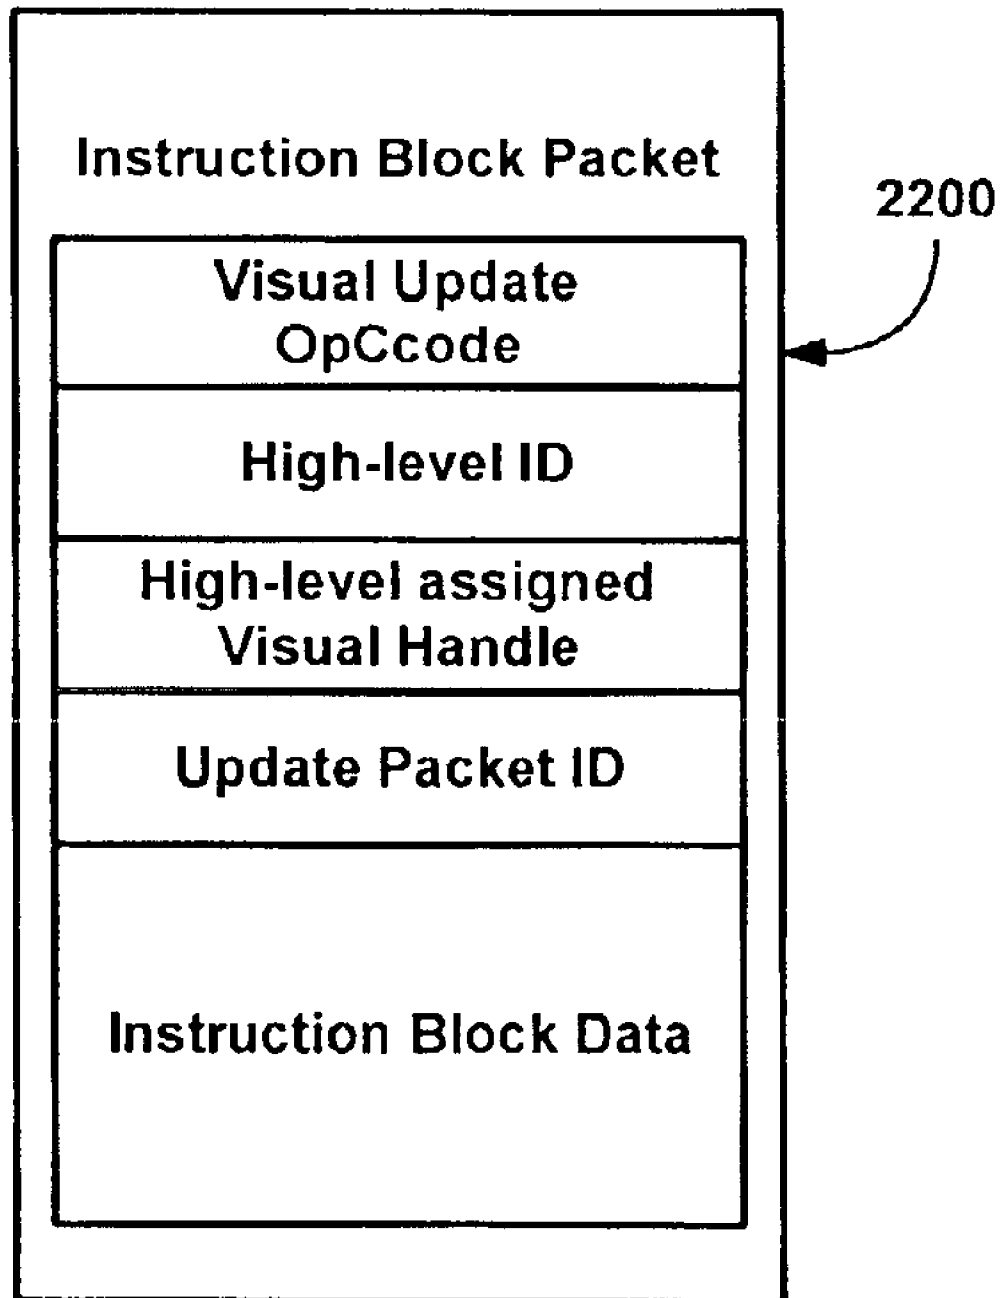 Instruction Block Packet
2200
Visual Update
OpCcode
High-level ID
High-level assigned
Visual Handle
Update Packet ID
Instruction Block Data